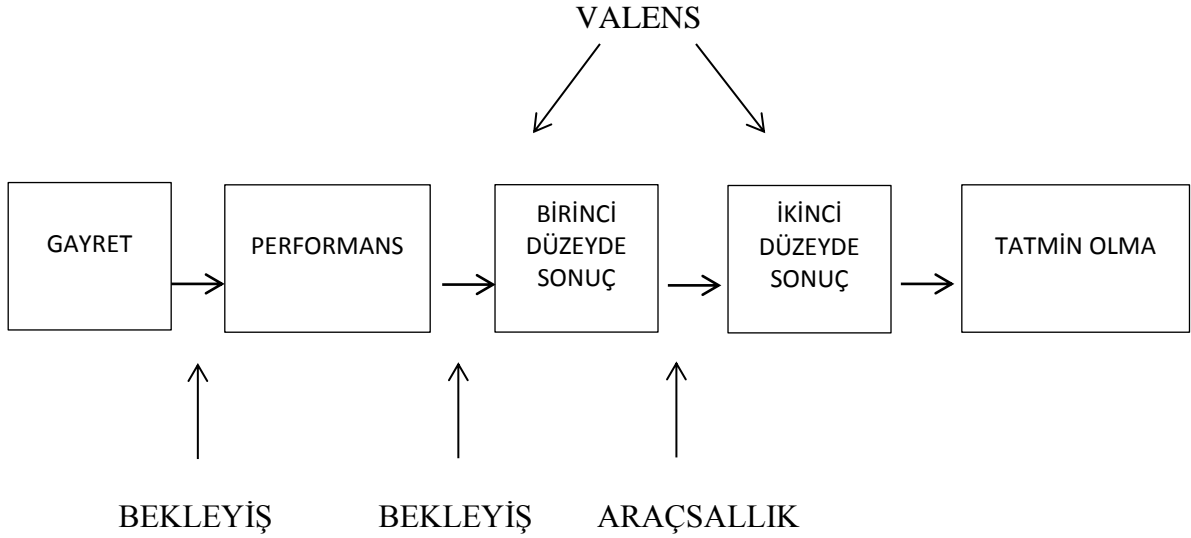 VALENS
GAYRET
PERFORMANS
BİRİNCİ
DÜZEYDE
SONUÇ
İKİNCİ
DÜZEYDE
SONUÇ
TATMİN OLMA
BEKLEYİŞ
BEKLEYİŞ
ARAÇSALLIK